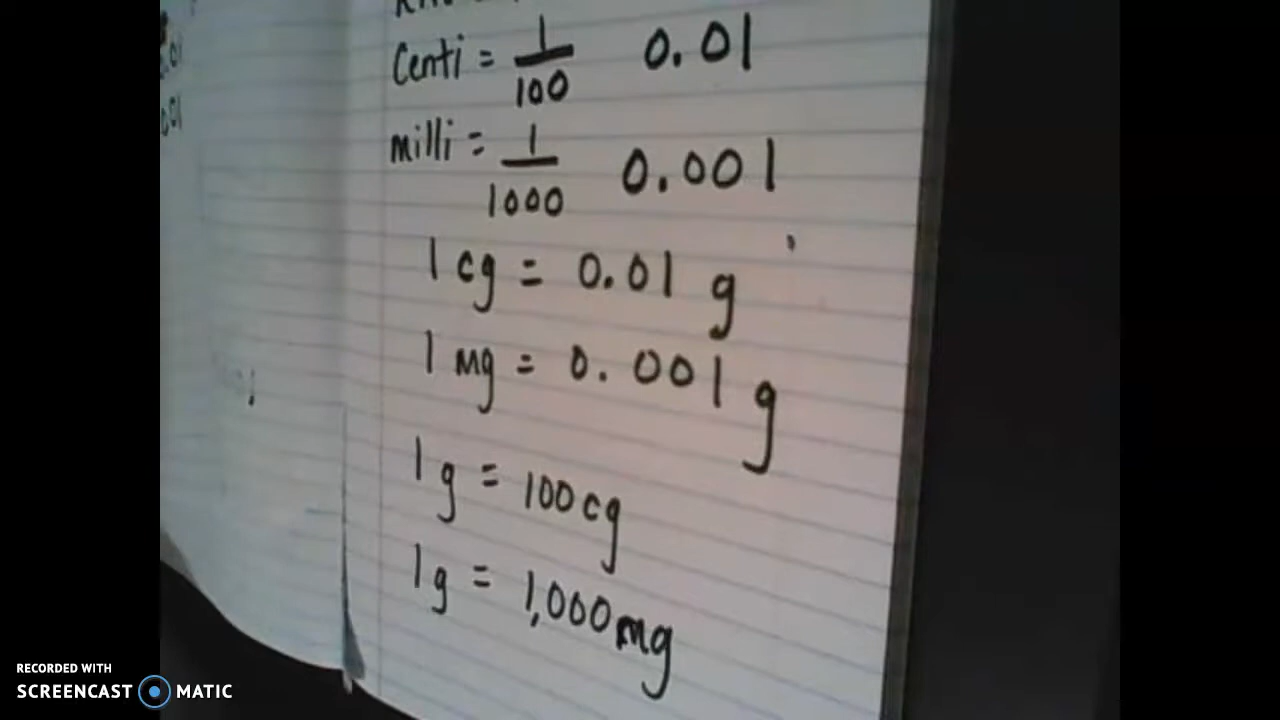 Centi = 1/100 0.01
milli = 1/1000 0.001
1 cg = 0.01 g
1 mg = 0.001 g
1 g = 100 cg
1 g = 1,000 mg
RECORDED WITH
SCREENCAST MATIC